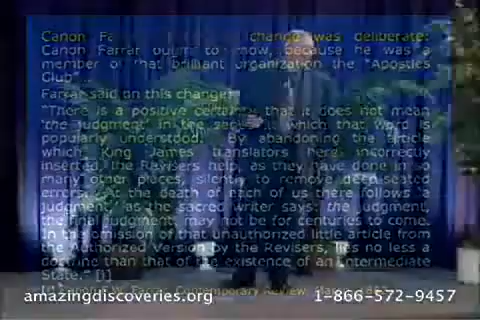 Canon Fa change was deliberate;
Canon Farrar ought to know, because he was a
member of that brilliant organization the "Apostles
Club"...
Farrar said on this change:
"There is a positive certainty that it does not mean
'the judgment' in the sense in which that word is
popularly understood. By abandoning the article
which King James translators here incorrectly
inserted, the Revisers help, as they have done in so
many other places, silently to remove deep-seated
errors. At the death of each of us there follows 'a
judgment,' as the sacred writer says: the judgment,
the final judgment, may not be for centuries to come.
In the omission of that unauthorized little article from
the Authorized Version by the Revisers, lies no less a
doctrine than that of the existence of an Intermediate
State." [i]
Canon F.W. Farrar, Contemporary Review, March
amazingdiscoveries.org 1-866-572-9457